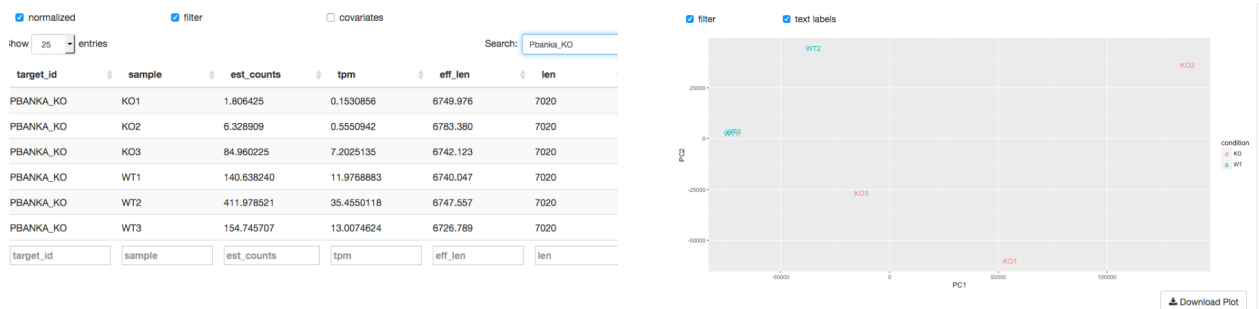 normalized filter covariates
Show 25 entries Search: Pbanka_KO
target_id sample est_counts tpm eff_len len
PBANKA_KO KO1 1.806425 0.1530856 6749.976 7020
PBANKA_KO KO2 6.328909 0.5550942 6783.380 7020
PBANKA_KO KO3 84.960225 7.2025135 6742.123 7020
PBANKA_KO WT1 140.638240 11.9768883 6740.047 7020
PBANKA_KO WT2 411.978521 35.4550118 6747.557 7020
PBANKA_KO WT3 154.745707 13.0074624 6726.789 7020
target_id sample est_counts tpm eff_len len
filter text labels
WT2
KO2
25000
0
PC2
condition
KO
WT
-25000
KO3
-50000
KO1
-50000 0 50000 100000
PC1
Download Plot